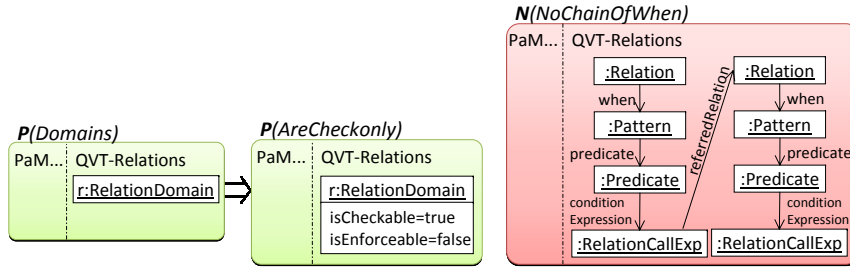 P(Domains)
PaM...
QVT-Relations
r:RelationDomain
P(AreCheckonly)
PaM...
QVT-Relations
r:RelationDomain
isCheckable=true
isEnforceable=false
N(NoChainOfWhen)
PaM...
QVT-Relations
:Relation
when
:Pattern
predicate
:Predicate
condition
Expression
:RelationCallExp
referredRelation
:Relation
when
:Pattern
predicate
:Predicate
condition
Expression
:RelationCallExp